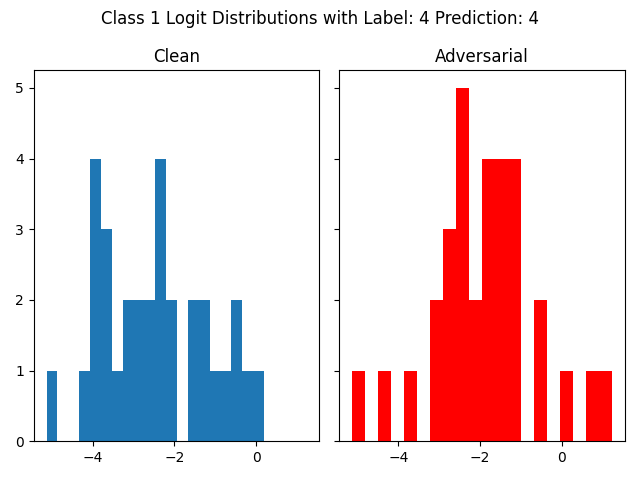 Class 1 Logit Distributions with Label: 4 Prediction: 4
Clean
Adversarial
5
4
3
2
1
0
−4 −2 0
−4 −2 0